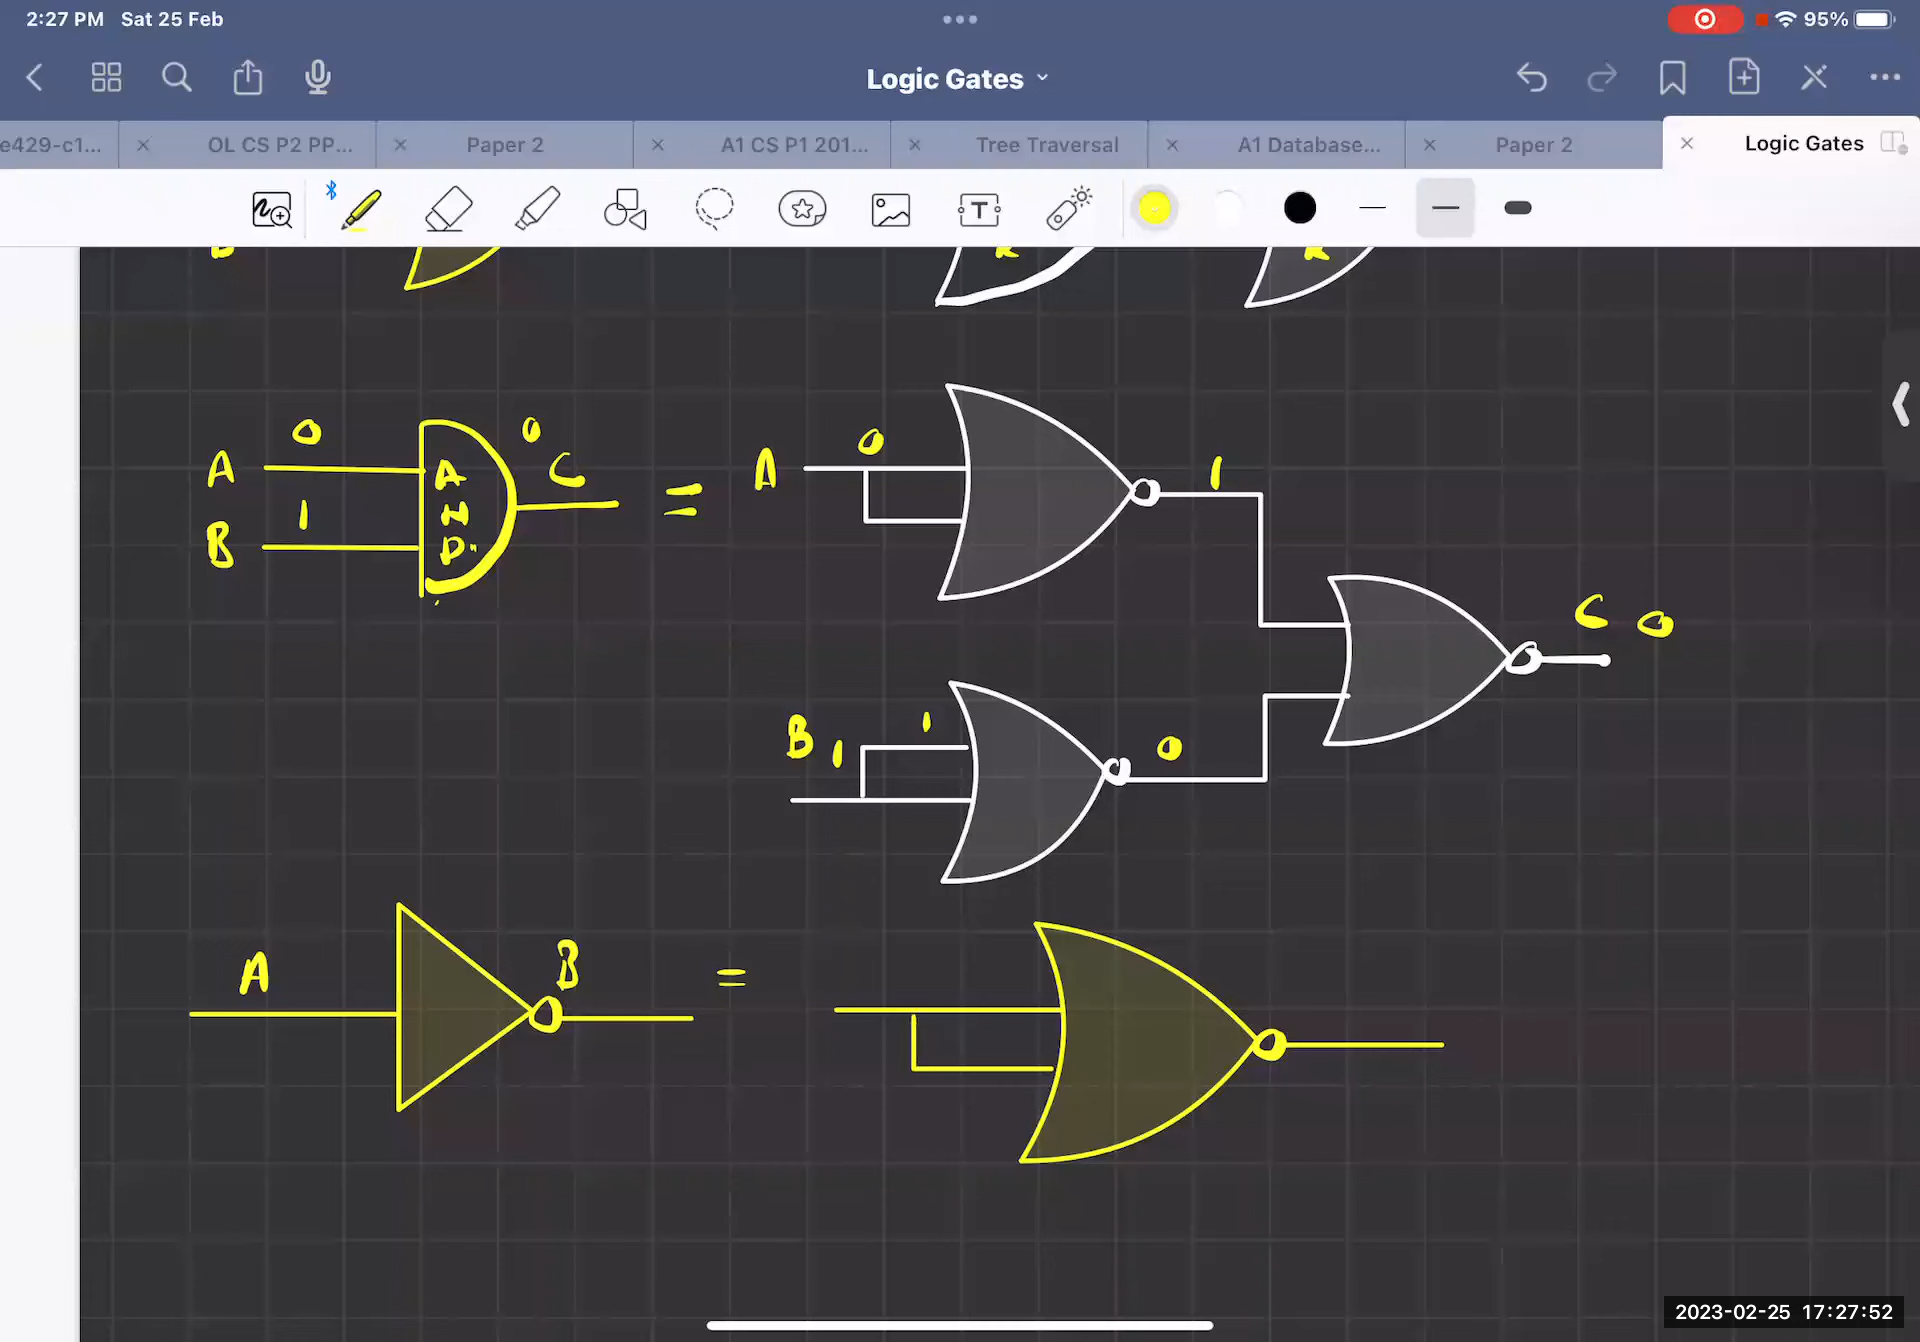 2:27 PM Sat 25 Feb
95%
Logic Gates
e429-c1...
OL CS P2 PP...
Paper 2
A1 CS P1 201...
Tree Traversal
A1 Database...
Paper 2
Logic Gates
T
0
0
A
A
C
=
A
0
1
N
1
B
D
C
0
B
1
1
0
A
B
=
2023-02-25 17:27:52